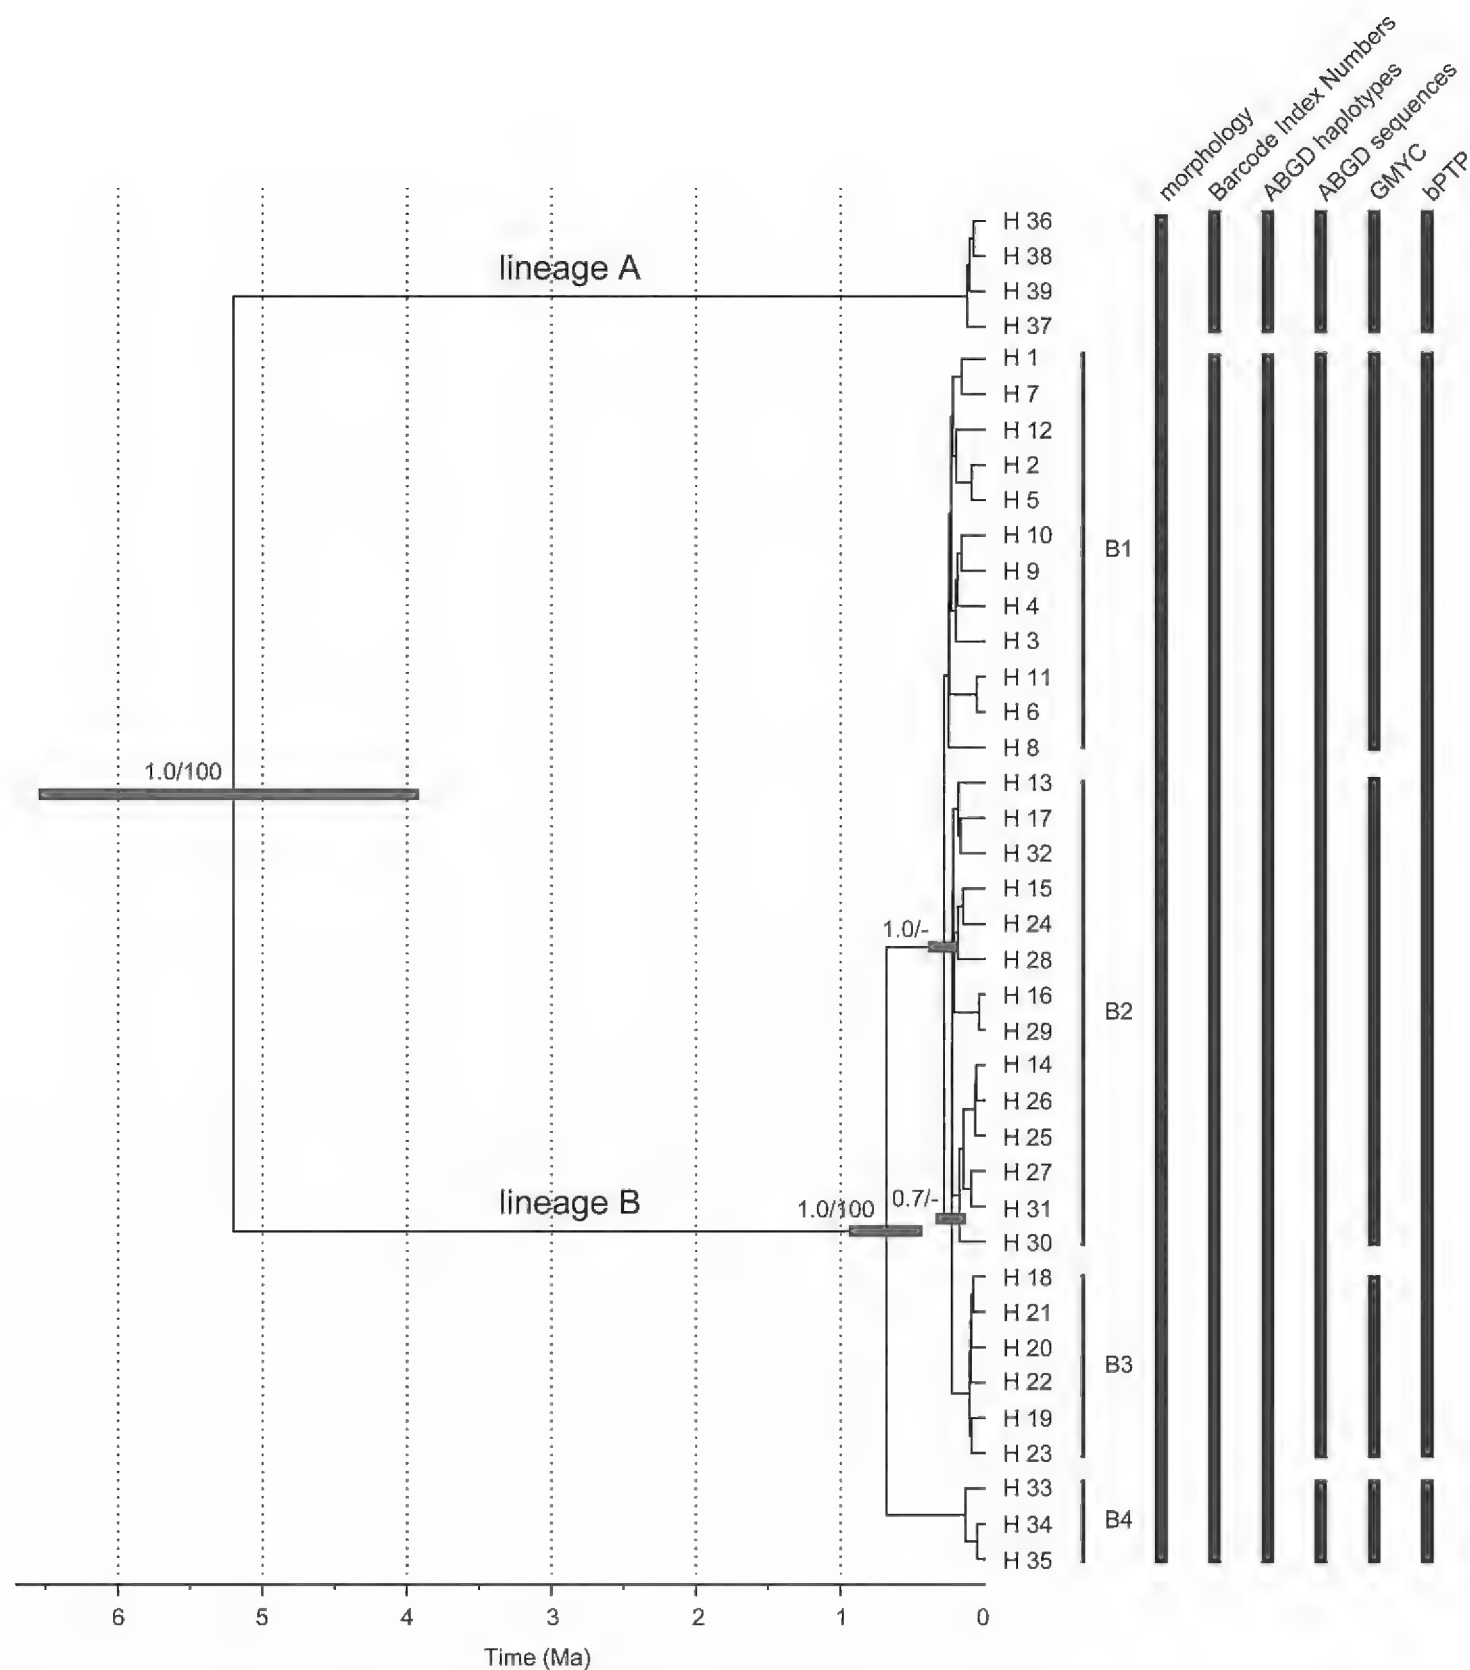 morphology
Barcode Index Numbers
ABGD haplotypes
ABGD sequences
GMYC
bPTP
H 36
H 38
lineage A
H 39
H 37
H 1
H 7
H 12
H 2
H 5
H 10
B1
H 9
H 4
H 3
H 11
H 6
H 8
1.0/100
H 13
H 17
H 32
H 15
H 24
1.0/-
H 28
H 16
B2
H 29
H 14
H 26
H 25
H 27
lineage B
1.0/100
0.7/-
H 31
H 30
H 18
H 21
H 20
B3
H 22
H 19
H 23
H 33
H 34
B4
H 35
6 5 4 3 2 1 0
Time (Ma)